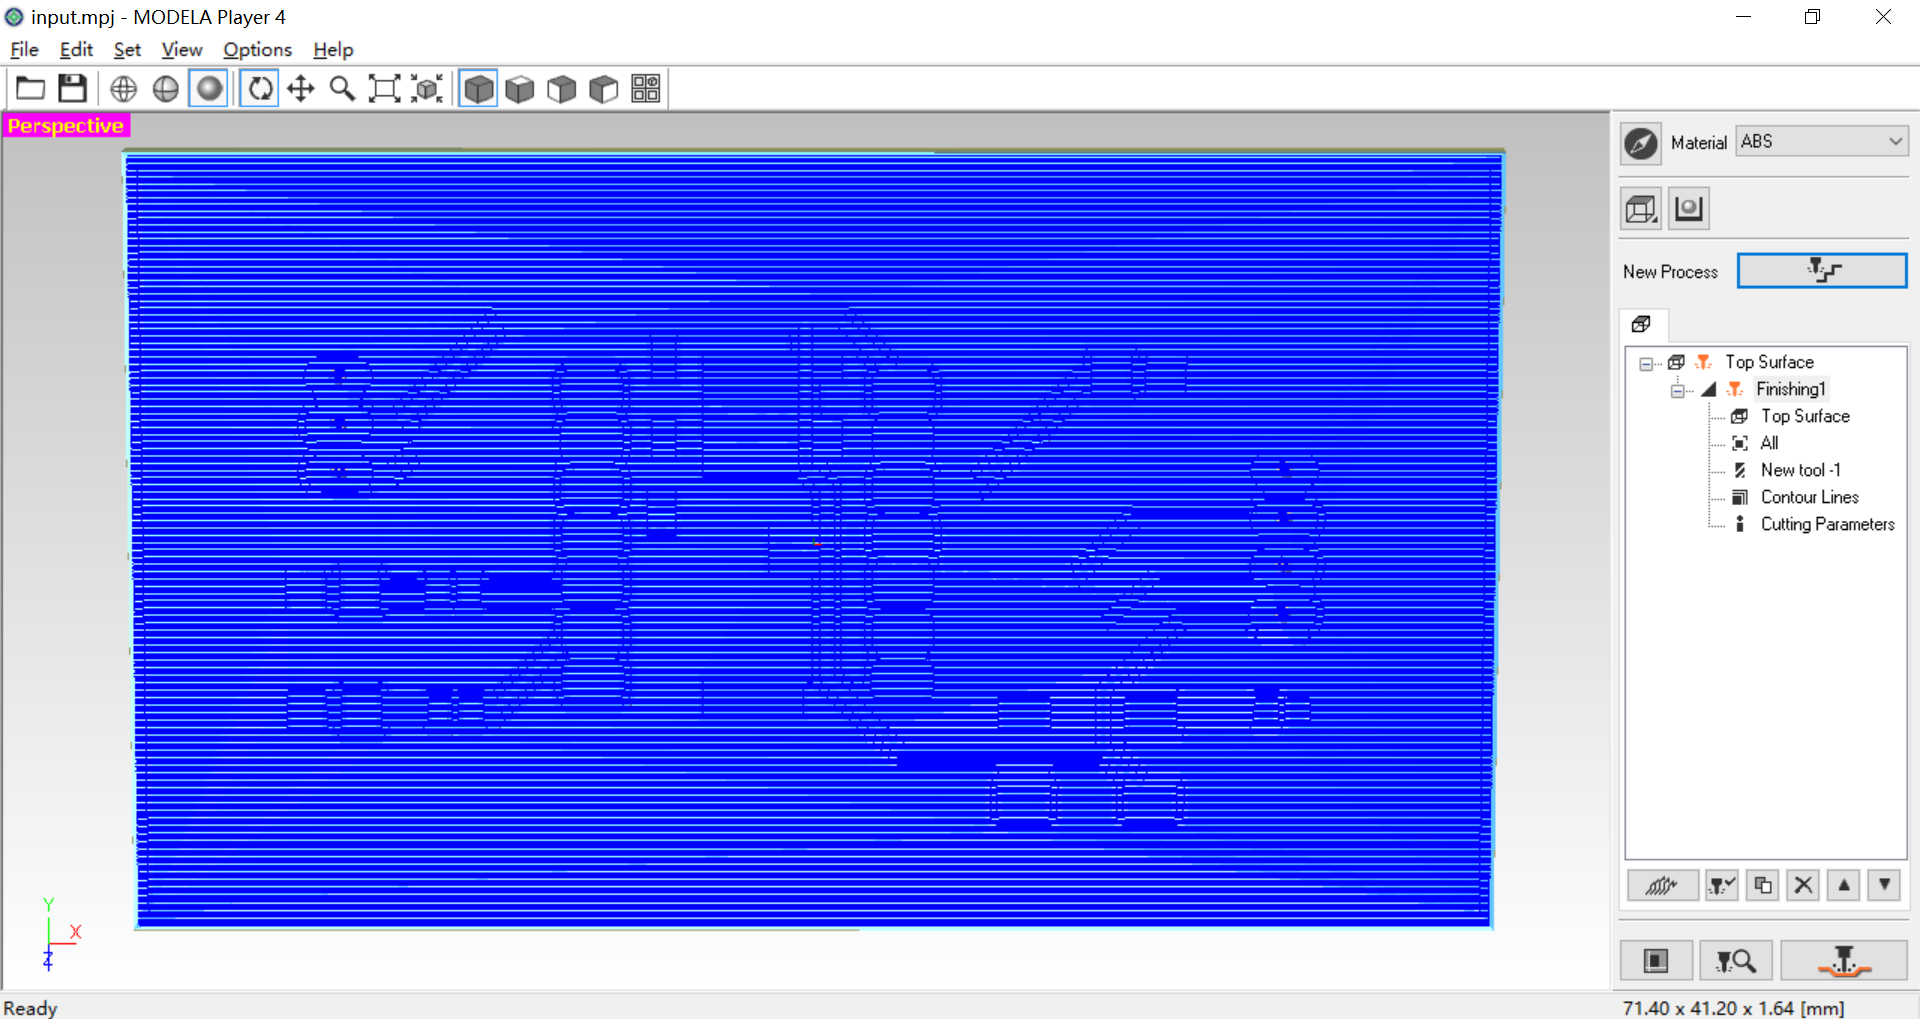 input.mpj - MODELA Player 4
File Edit Set View Options Help
Perspective
Material ABS
New Process
Top Surface
Finishing1
Top Surface
All
New tool -1
Contour Lines
Cutting Parameters
Y
X
Z
Ready
71.40 x 41.20 x 1.64 [mm]